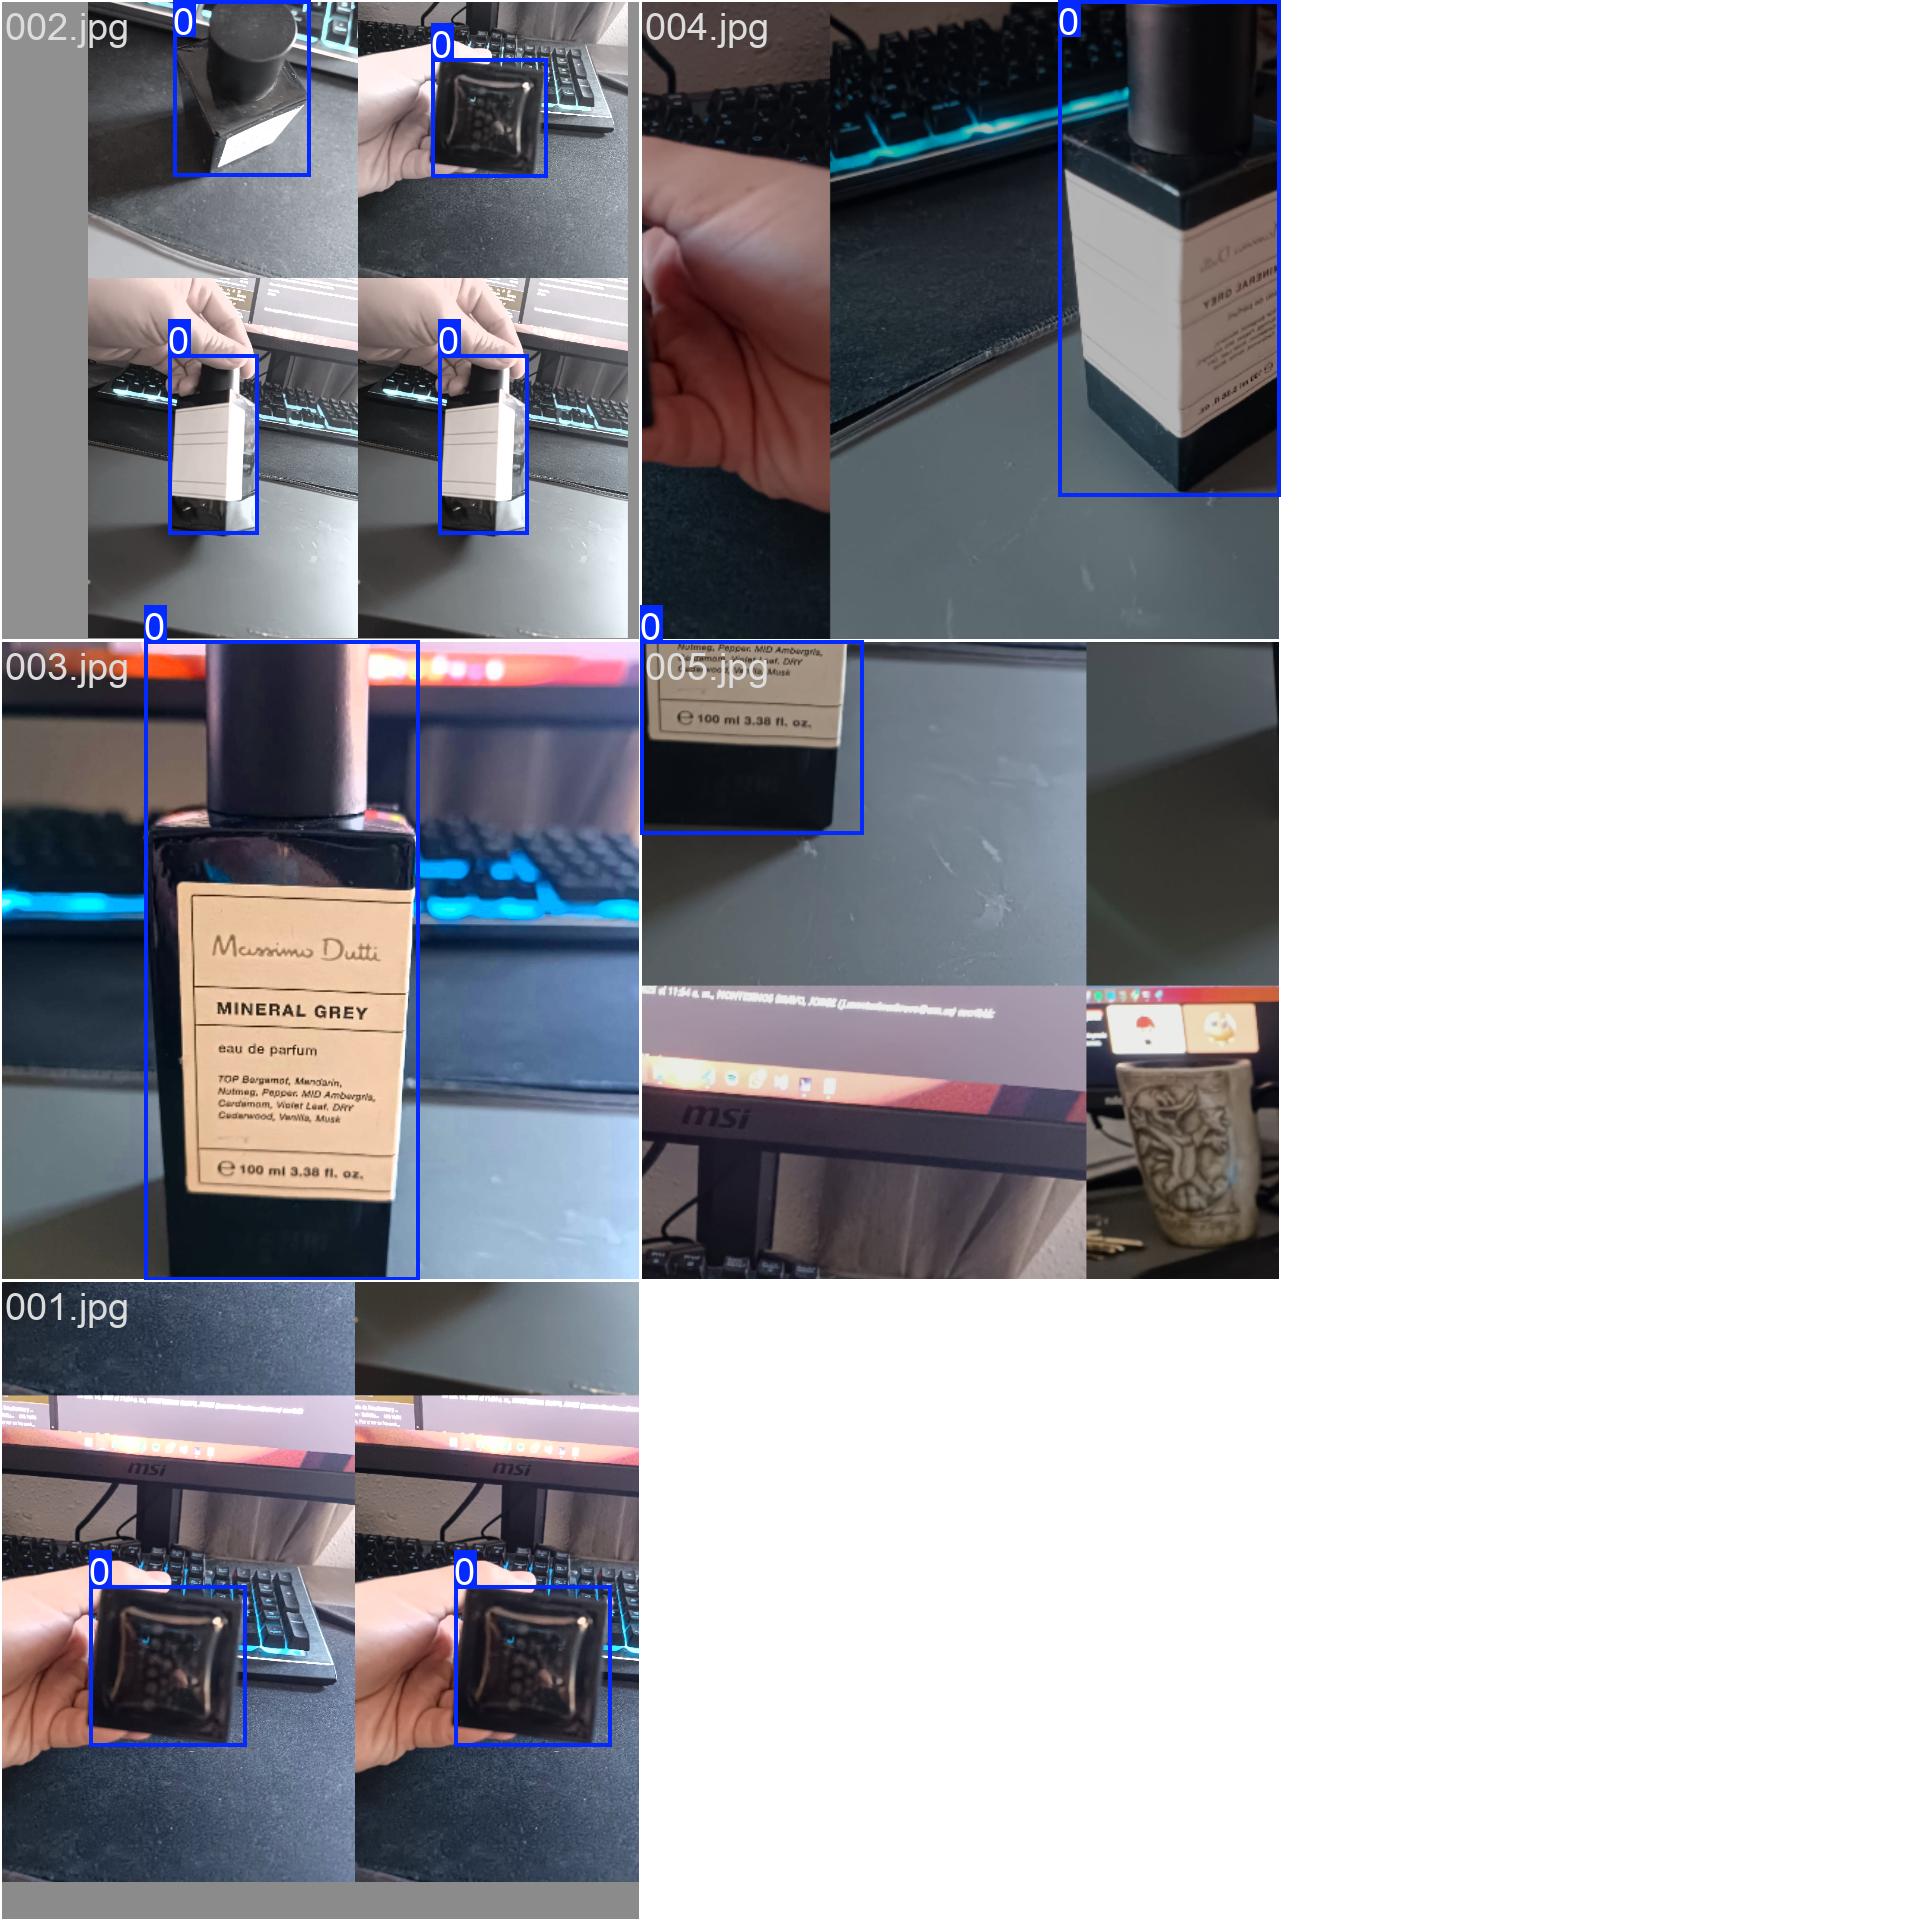 0
0
002.jpg
0
0
0
004.jpg
MINERAL GREY
0
003.jpg
Massimo Dutti
MINERAL GREY
eau de parfum
TOP Bergamot, Mandarin,
Nutmeg, Pepper. MID Ambergris,
Cardamom, Violet Leaf. DRY
Cedarwood, Vanilla, Musk
℮ 100 ml 3.38 fl. oz.
0
Nutmeg, Pepper. MID Ambergris,
005.jpg
Musk
℮ 100 ml 3.38 fl. oz.
msi
001.jpg
msi
msi
0
0